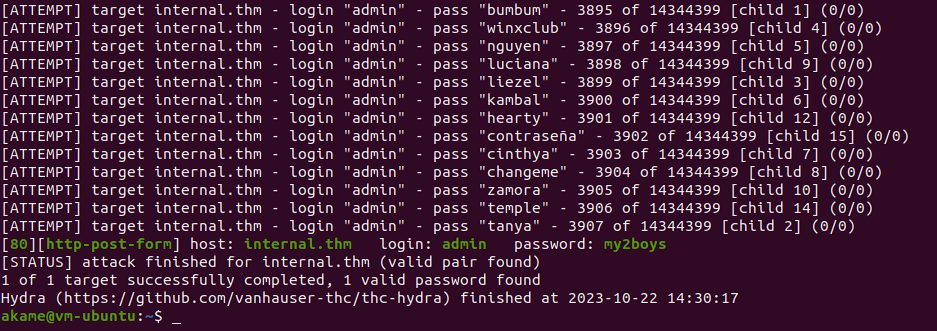 [ATTEMPT] target internal.thm - login "admin" - pass "bumbum" - 3895 of 14344399 [child 1] (0/0)
[ATTEMPT] target internal.thm - login "admin" - pass "winxclub" - 3896 of 14344399 [child 4] (0/0)
[ATTEMPT] target internal.thm - login "admin" - pass "nguyen" - 3897 of 14344399 [child 5] (0/0)
[ATTEMPT] target internal.thm - login "admin" - pass "luciana" - 3898 of 14344399 [child 9] (0/0)
[ATTEMPT] target internal.thm - login "admin" - pass "liezel" - 3899 of 14344399 [child 3] (0/0)
[ATTEMPT] target internal.thm - login "admin" - pass "kambal" - 3900 of 14344399 [child 6] (0/0)
[ATTEMPT] target internal.thm - login "admin" - pass "hearty" - 3901 of 14344399 [child 12] (0/0)
[ATTEMPT] target internal.thm - login "admin" - pass "contraseña" - 3902 of 14344399 [child 15] (0/0)
[ATTEMPT] target internal.thm - login "admin" - pass "cinthya" - 3903 of 14344399 [child 7] (0/0)
[ATTEMPT] target internal.thm - login "admin" - pass "changeme" - 3904 of 14344399 [child 8] (0/0)
[ATTEMPT] target internal.thm - login "admin" - pass "zamora" - 3905 of 14344399 [child 10] (0/0)
[ATTEMPT] target internal.thm - login "admin" - pass "temple" - 3906 of 14344399 [child 14] (0/0)
[ATTEMPT] target internal.thm - login "admin" - pass "tanya" - 3907 of 14344399 [child 2] (0/0)
[80][http-post-form] host: internal.thm   login: admin   password: my2boys
[STATUS] attack finished for internal.thm (valid pair found)
1 of 1 target successfully completed, 1 valid password found
Hydra (https://github.com/vanhauser-thc/thc-hydra) finished at 2023-10-22 14:30:17
akame@vm-ubuntu:~$ _